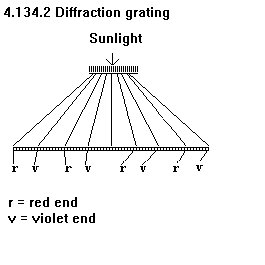 4.134.2 Diffraction grating
Sunlight
r v r v r v r v
r = red end
v = violet end